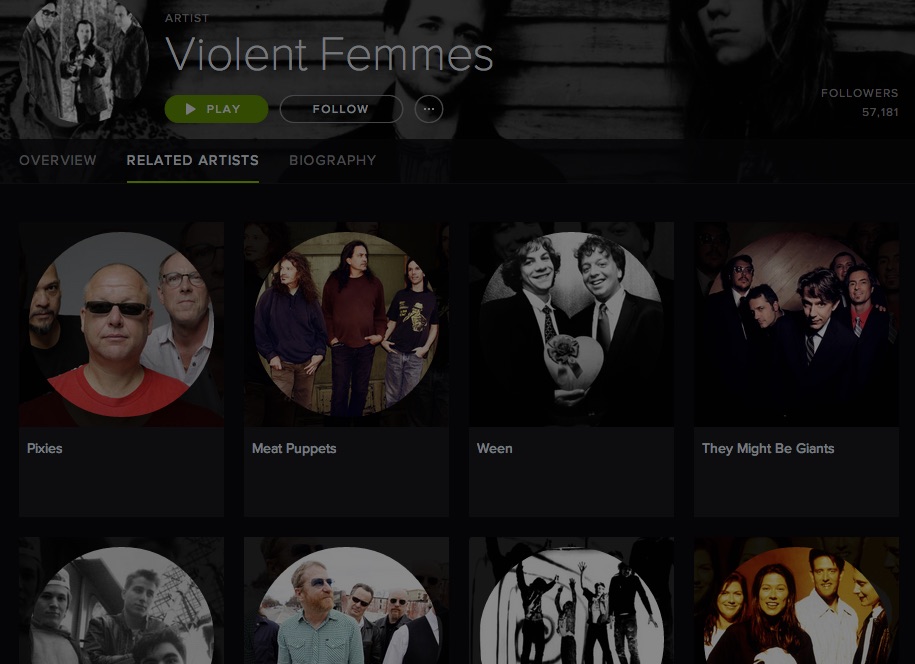 ARTIST
Violent Femmes
PLAY
FOLLOW
FOLLOWERS
57,181
OVERVIEW
RELATED ARTISTS
BIOGRAPHY
Pixies
Meat Puppets
Ween
They Might Be Giants